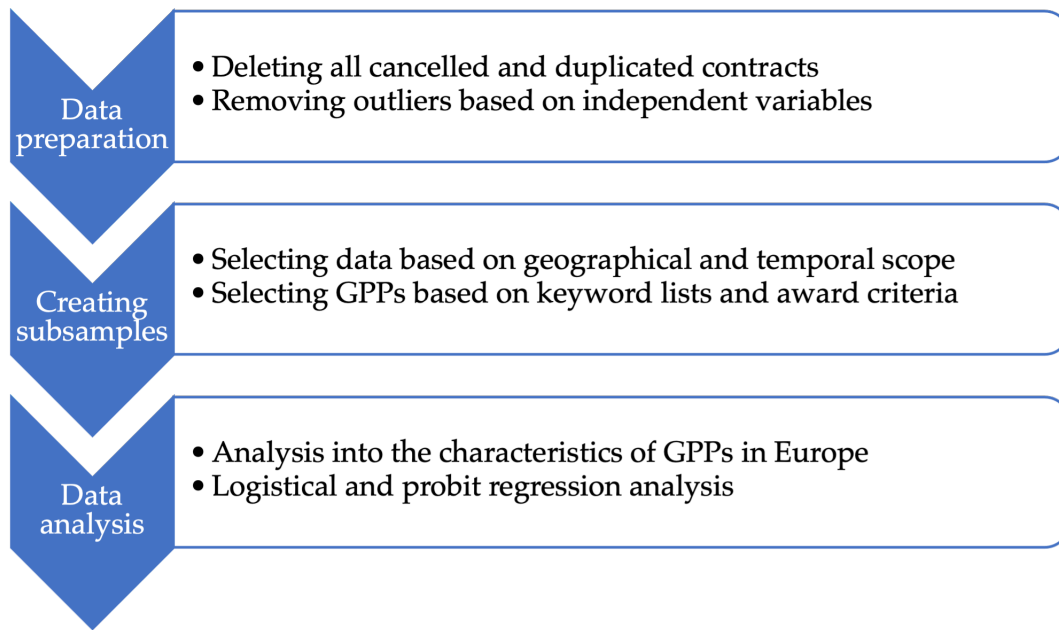 Data
preparation
• Deleting all cancelled and duplicated contracts
• Removing outliers based on independent variables
Creating
subsamples
• Selecting data based on geographical and temporal scope
• Selecting GPPs based on keyword lists and award criteria
Data
analysis
• Analysis into the characteristics of GPPs in Europe
• Logistical and probit regression analysis